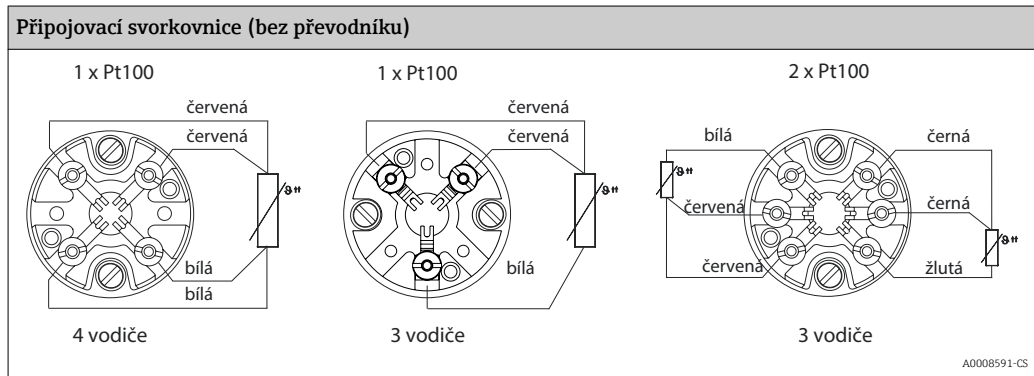 Připojovací svorkovnice (bez převodníku)
1 x Pt100
červená
červená
ϑ
bílá
bílá
4 vodiče
1 x Pt100
červená
červená
ϑ
bílá
3 vodiče
2 x Pt100
bílá
ϑ
červená
červená
černá
černá
ϑ
žlutá
3 vodiče
A0008591-CS